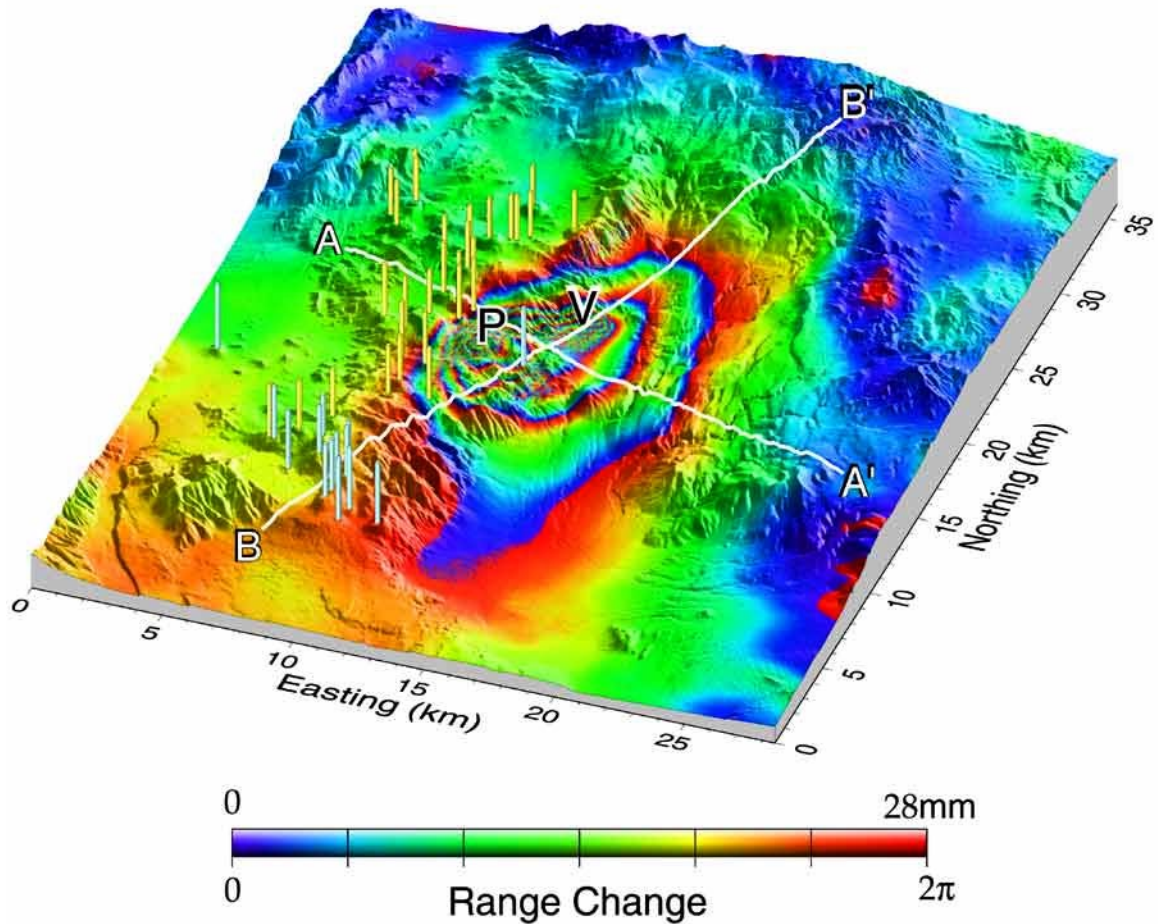 B'
A
P
V
A'
B
0
5
10
15
20
25
Easting (km)
0
5
10
15
20
25
30
35
Northing (km)
0 28mm
0 2π
Range Change